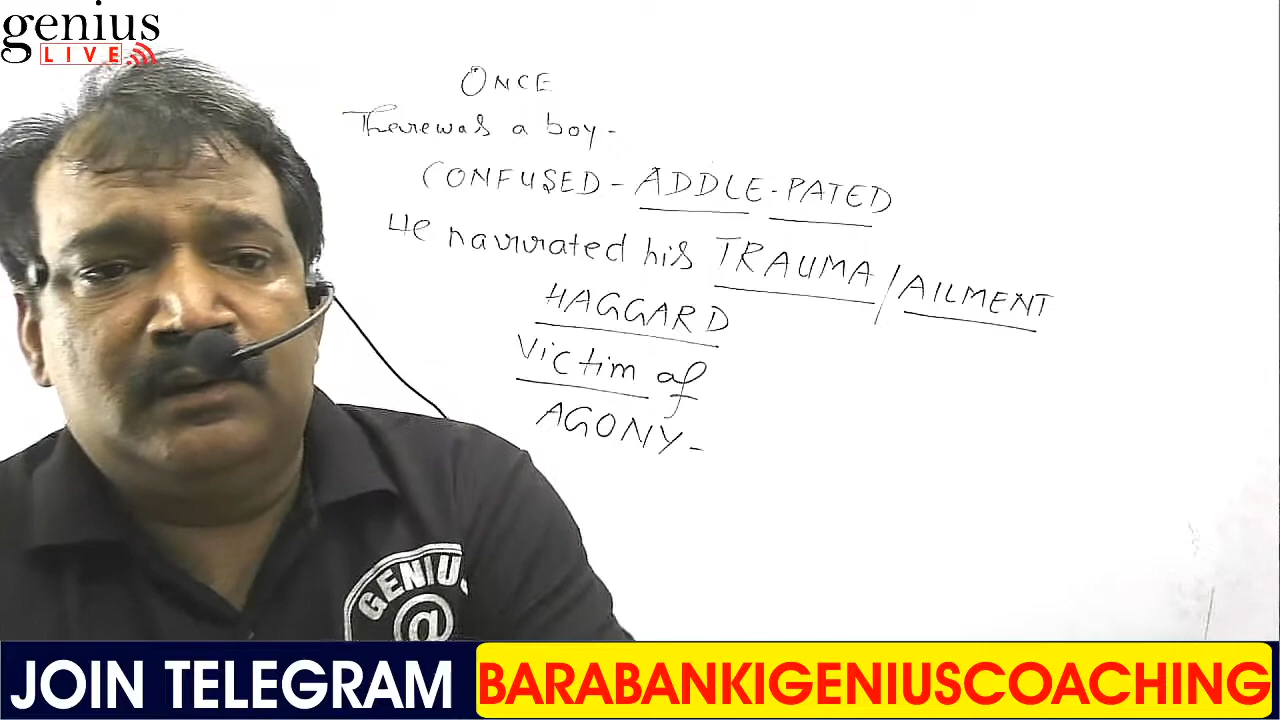 genius
LIVE
ONCE
There was a boy -
CONFUSED - ADDLE - PATED
He narrated his TRAUMA / AILMENT
HAGGARD
Victim of
AGONY -
GENIUS
@
JOIN TELEGRAM BARABANKIGENIUSCOACHING